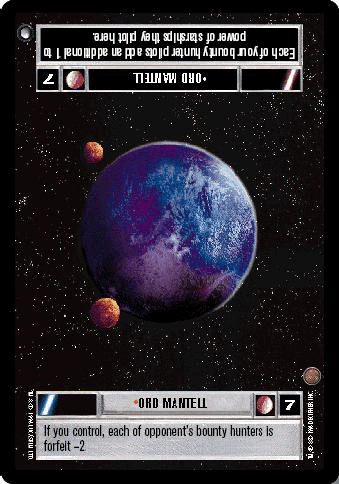 Each of your bounty hunter pilots add an additional 1 to
power of starships they pilot here.
•ORD MANTELL
7
•ORD MANTELL
7
If you control, each of opponent's bounty hunters is
forfeit –2